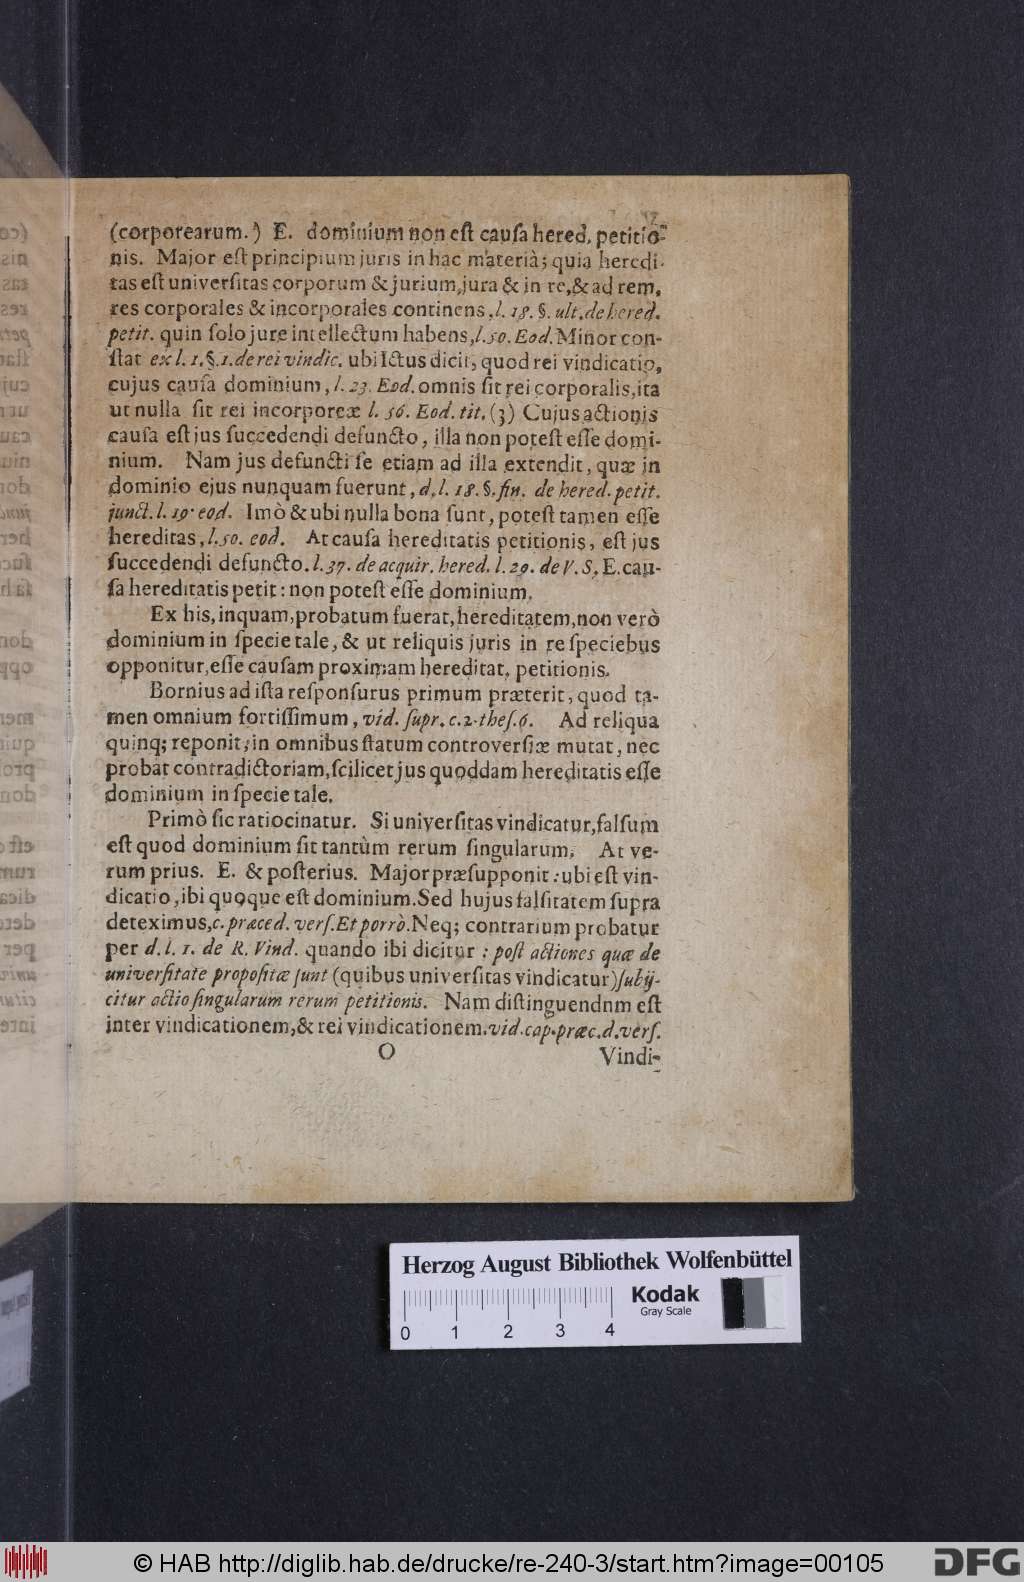 (corporearum.) E. dominium non eſt cauſa hered. petitio-
nis. Major eſt principium juris in hac materiâ; quia heredi-
tas eſt univerſitas corporum & jurium, jura & in re, & ad rem,
res corporales & incorporales continens, l. 18. §. ult. de hered.
petit. quin ſolo jure intellectum habens, l. 50. Eod. Minor con-
ſtat ex l. 1. §. 1. de rei vindic. ubi Ictus dicit, quod rei vindicatio,
cujus cauſa dominium, l. 23. Eod. omnis ſit rei corporalis, ita
ut nulla ſit rei incorporeæ l. 56. Eod. tit. (3) Cujus actionis
cauſa eſt jus ſuccedendi defuncto, illa non poteſt eſſe domi-
nium. Nam jus defuncti ſe etiam ad illa extendit, quæ in
dominio ejus nunquam fuerunt, d. l. 18. §. fin. de hered. petit.
junct. l. 19. eod. Imò & ubi nulla bona ſunt, poteſt tamen eſſe
hereditas, l. 50. eod. At cauſa hereditatis petitionis, eſt jus
ſuccedendi defuncto. l. 37. de acquir. hered. l. 29. de V. S. E. cau-
ſa hereditatis petit: non poteſt eſſe dominium.
Ex his, inquam, probatum fuerat, hereditatem, non verò
dominium in ſpecie tale, & ut reliquis juris in re ſpeciebus
opponitur, eſſe cauſam proximam hereditat. petitionis.
Bornius ad iſta reſponſurus primum præterit, quod ta-
men omnium fortiſſimum, vid. ſupr. c. 2. theſ. 6. Ad reliqua
quinq; reponit; in omnibus ſtatum controverſiæ mutat, nec
probat contradictoriam, ſcilicet jus quoddam hereditatis eſſe
dominium in ſpecie tale.
Primò ſic ratiocinatur. Si univerſitas vindicatur, falſum
eſt quod dominium ſit tantùm rerum ſingularum. At ve-
rum prius. E. & poſterius. Major præſupponit: ubi eſt vin-
dicatio, ibi quoque eſt dominium. Sed hujus falſitatem ſupra
deteximus, c. præced. verſ. Et porrò. Neq; contrarium probatur
per d. l. 1. de R. Vind. quando ibi dicitur: poſt actiones quæ de
univerſitate propoſitæ ſunt (quibus univerſitas vindicatur) ſubij-
citur actio ſingularum rerum petitionis. Nam diſtinguendnm eſt
inter vindicationem, & rei vindicationem. vid. cap. præc. d. verſ.
O
Vindi-
Herzog August Bibliothek Wolfenbüttel
Kodak
Gray Scale
0 1 2 3 4
© HAB http://diglib.hab.de/drucke/re-240-3/start.htm?image=00105
DFG